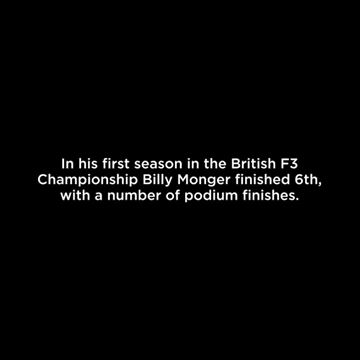 In his first season in the British F3
Championship Billy Monger finished 6th,
with a number of podium finishes.